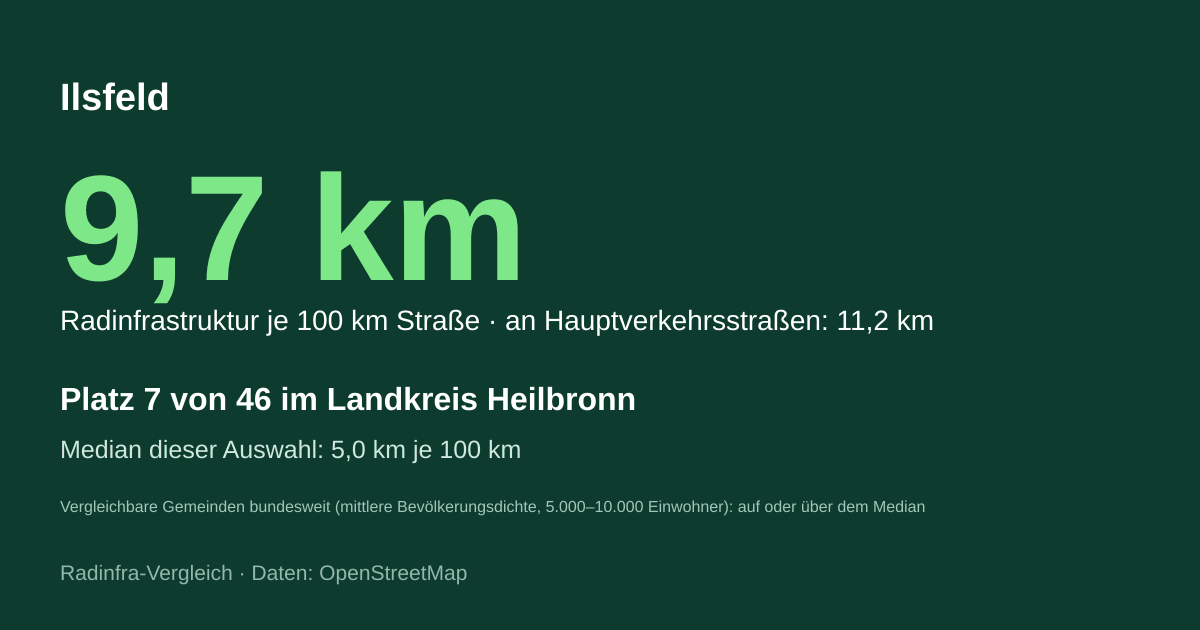 Ilsfeld
9,7 km
Radinfrastruktur je 100 km Straße · an Hauptverkehrsstraßen: 11,2 km
Platz 7 von 46 im Landkreis Heilbronn
Median dieser Auswahl: 5,0 km je 100 km
Vergleichbare Gemeinden bundesweit (mittlere Bevölkerungsdichte, 5.000–10.000 Einwohner): auf oder über dem Median
Radinfra-Vergleich · Daten: OpenStreetMap